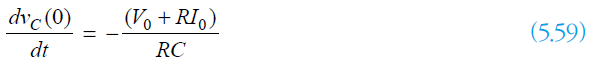 dv_C(0)/dt = -(V_0 + RI_0)/RC (5.59)